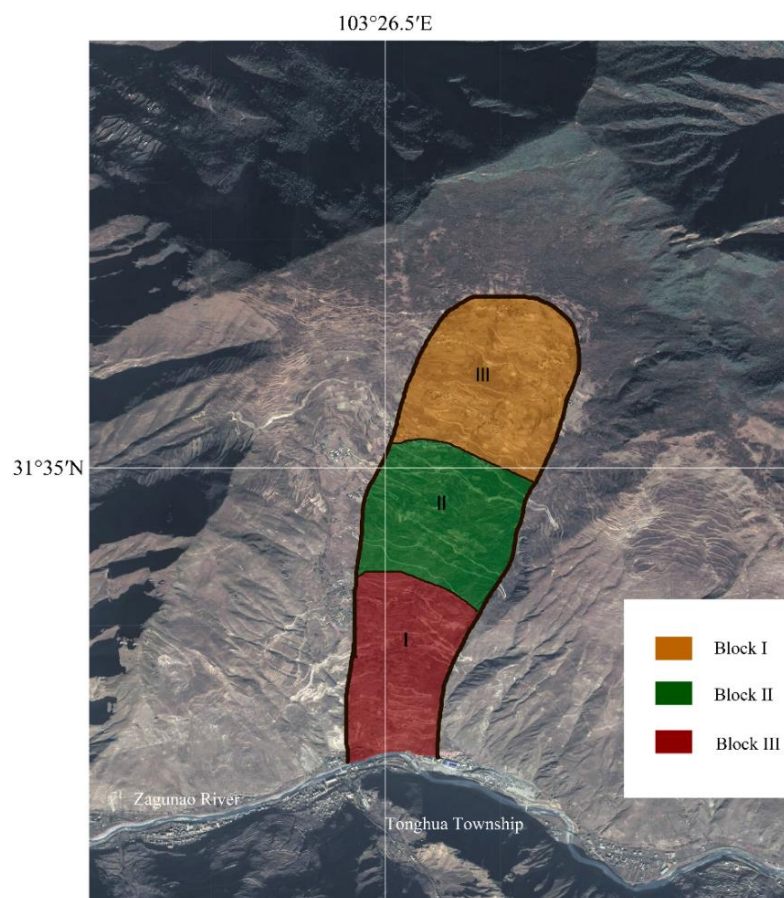 103°26.5′E
III
31°35′N
II
I
Block I
Block II
Block III
Zagunao River
Tonghua Township